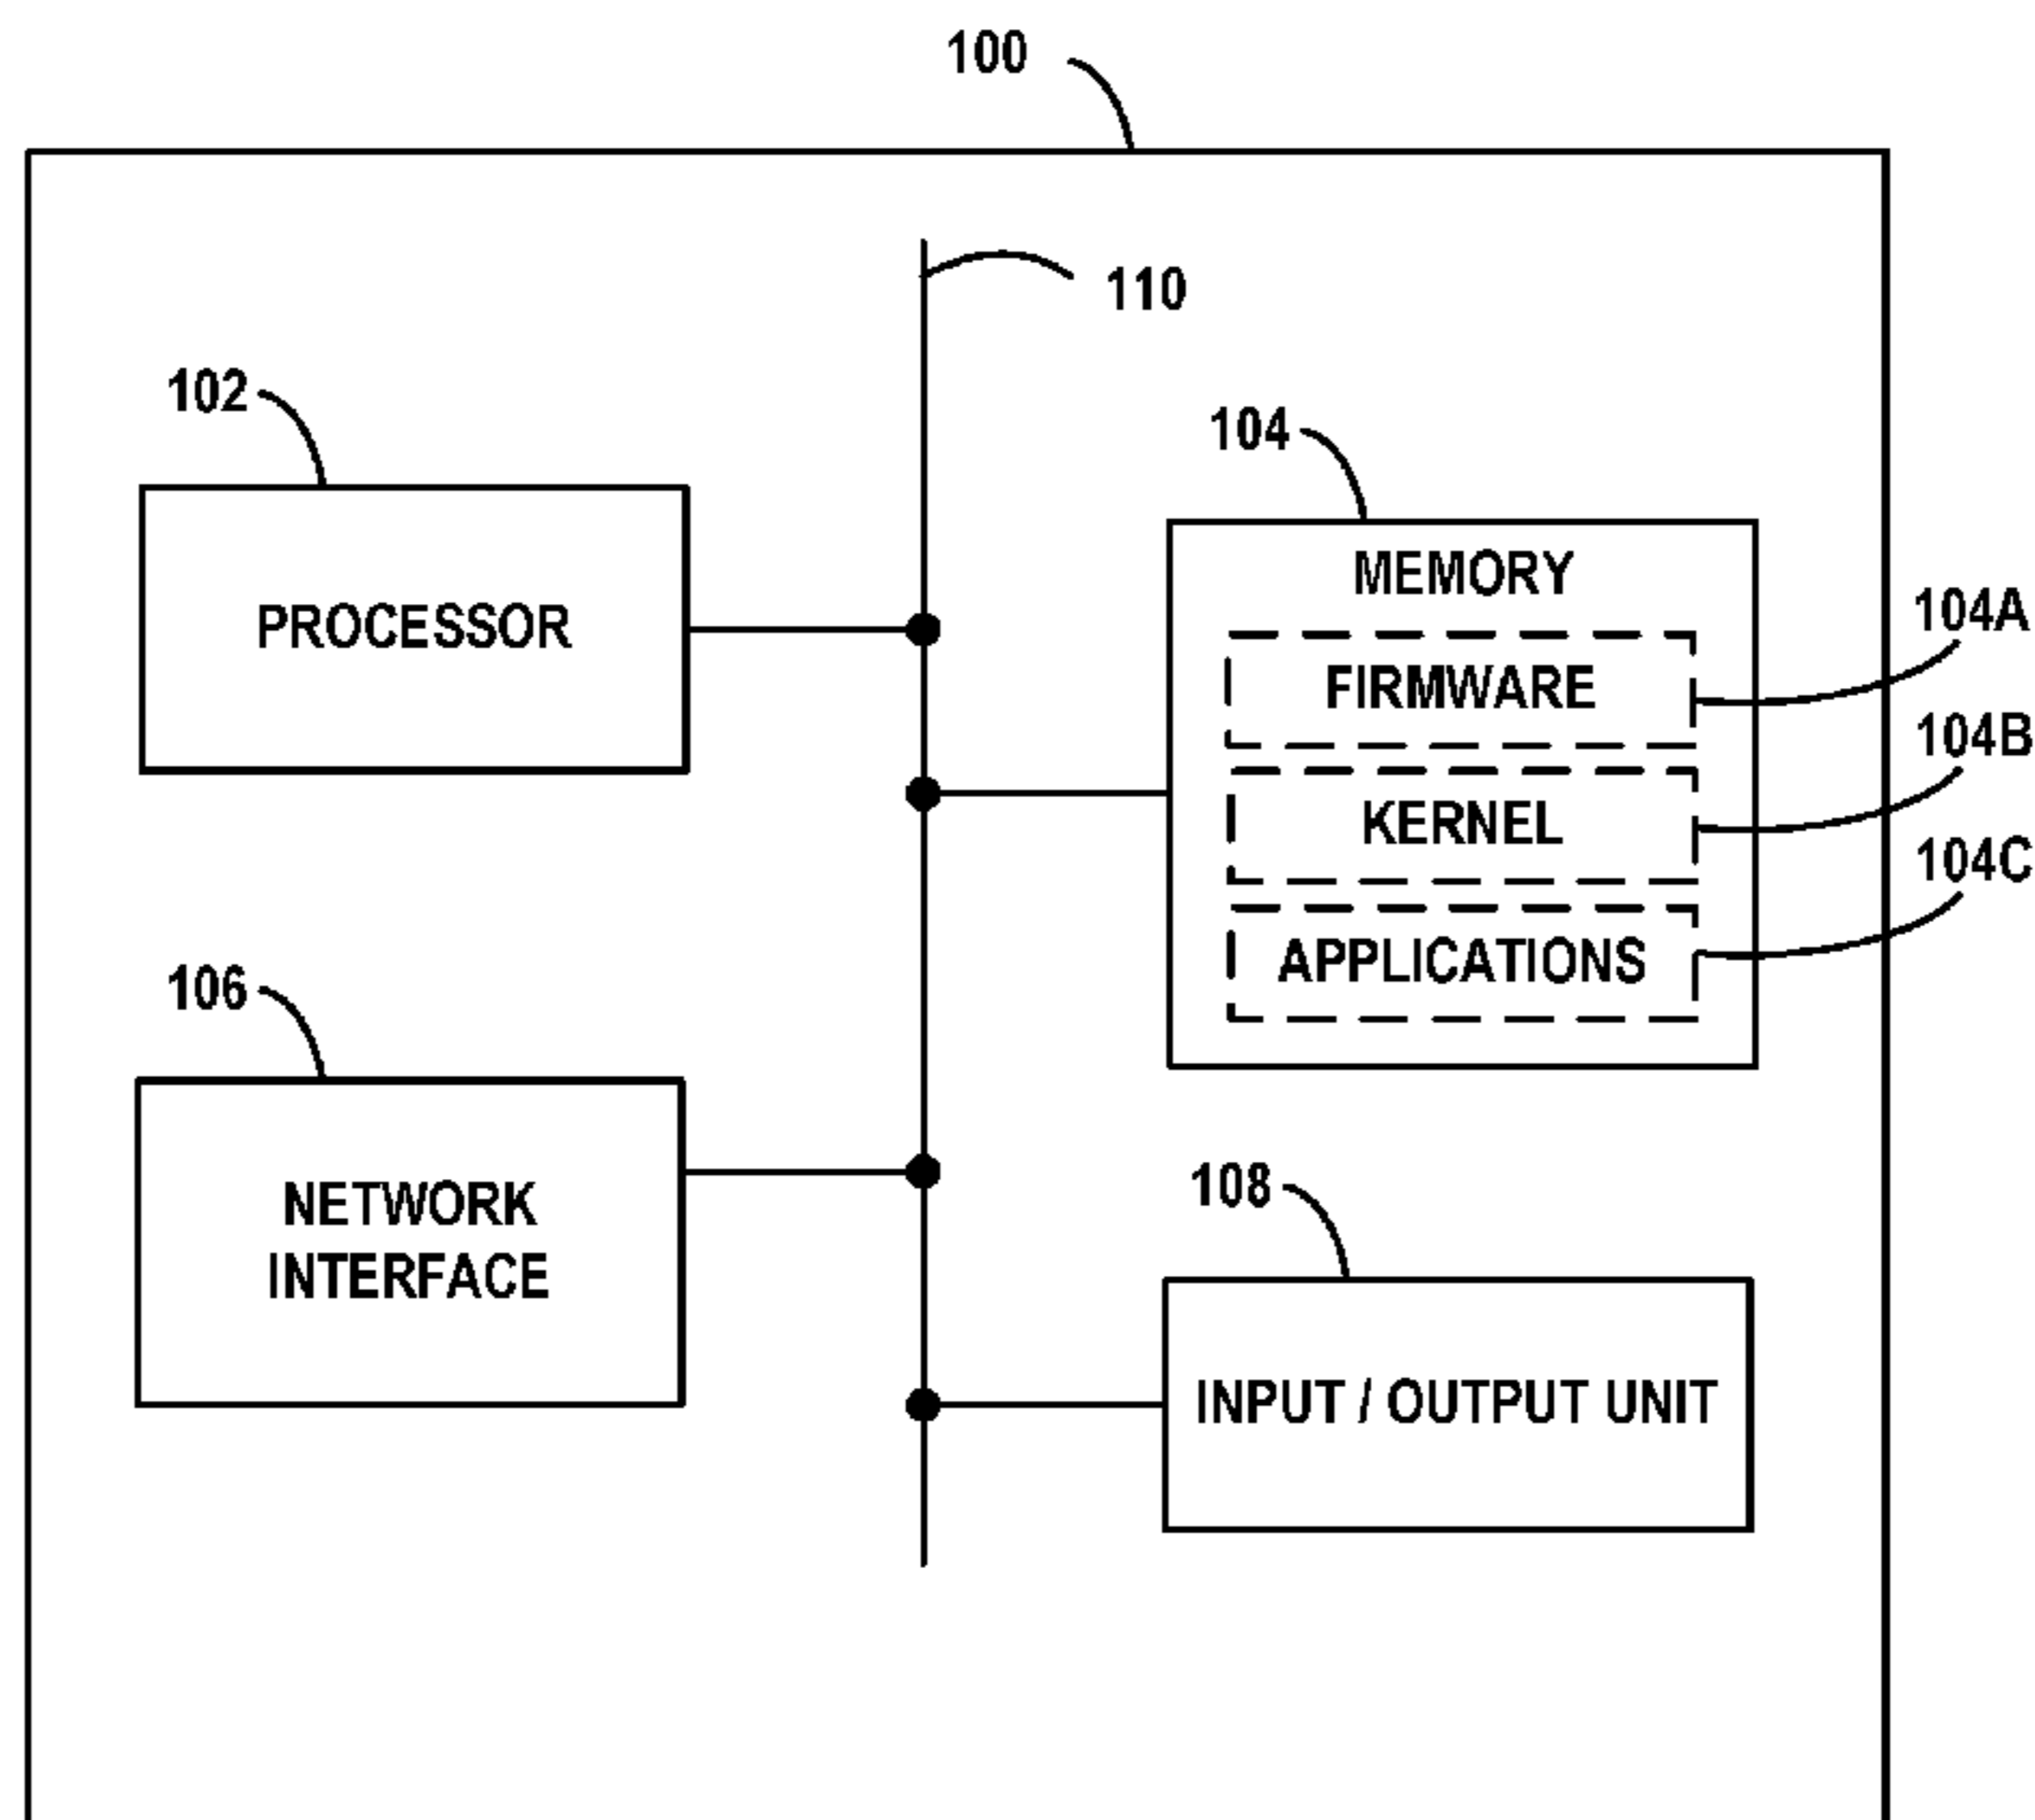 100
110
102
104
PROCESSOR
MEMORY
FIRMWARE
104A
KERNEL
104B
APPLICATIONS
104C
106
NETWORK
INTERFACE
108
INPUT / OUTPUT UNIT